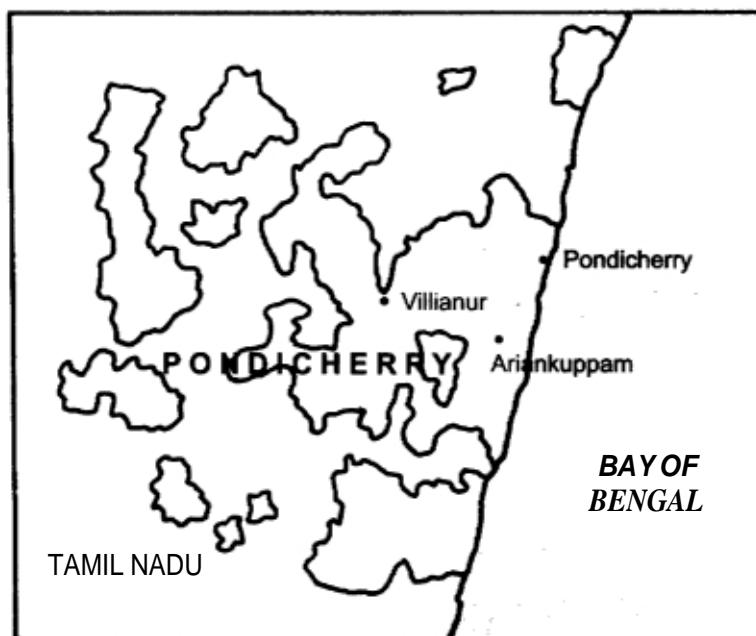 Pondicherry
Villianur
PONDICHERRY
Ariankuppam
BAY OF
BENGAL
TAMIL NADU